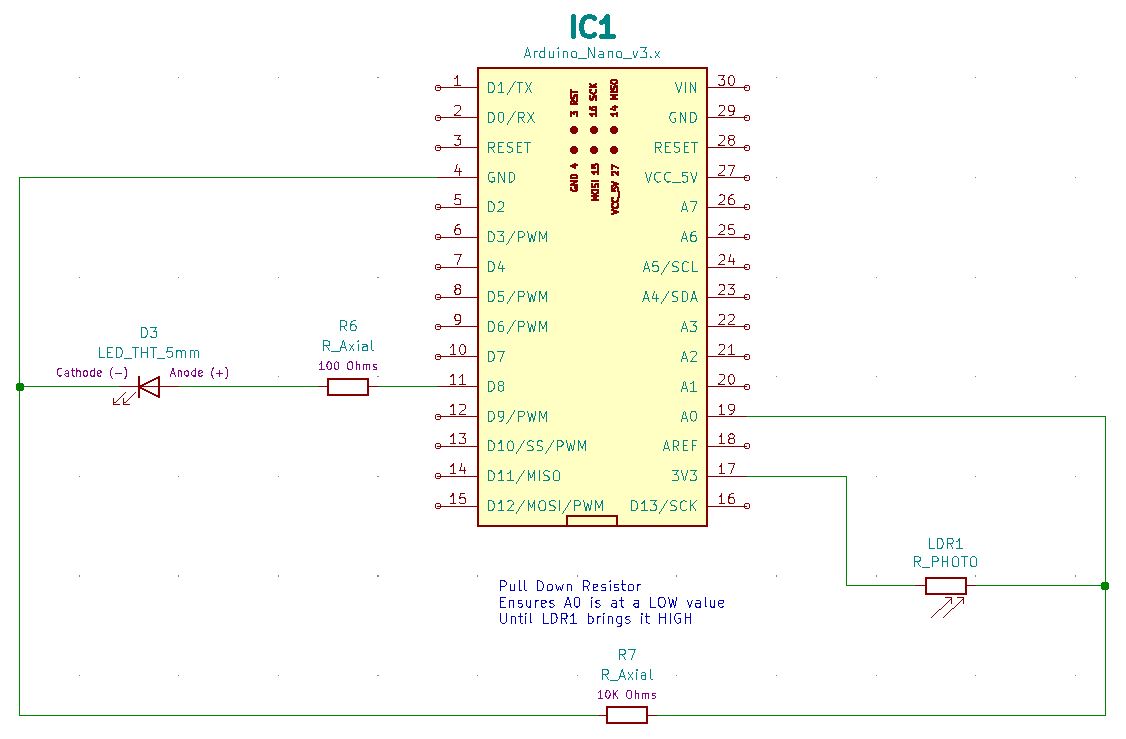 IC1
Arduino_Nano_v3.x
1 D1/TX
2 D0/RX
3 RESET
4 GND
5 D2
6 D3/PWM
7 D4
8 D5/PWM
9 D6/PWM
10 D7
11 D8
12 D9/PWM
13 D10/SS/PWM
14 D11/MISO
15 D12/MOSI/PWM
3 RST
16 SCK
14 MISO
GND 4
MOSI 15
VCC_5V 27
VIN 30
GND 29
RESET 28
VCC_5V 27
A7 26
A6 25
A5/SCL 24
A4/SDA 23
A3 22
A2 21
A1 20
A0 19
AREF 18
3V3 17
D13/SCK 16
D3
LED_THT_5mm
Cathode (-) Anode (+)
R6
R_Axial
100 Ohms
LDR1
R_PHOTO
Pull Down Resistor
Ensures A0 is at a LOW value
Until LDR1 brings it HIGH
R7
R_Axial
10K Ohms